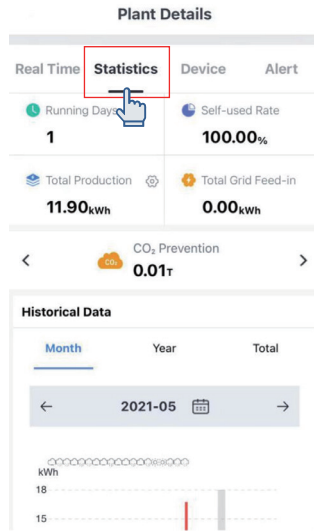 Plant Details
Real Time Statistics Device Alert
Running Days
Self-used Rate
1
100.00%
Total Production
Total Grid Feed-in
11.90kWh
0.00kWh
CO₂ Prevention
CO₂
0.01T
Historical Data
Month Year Total
2021-05
kWh
18
15